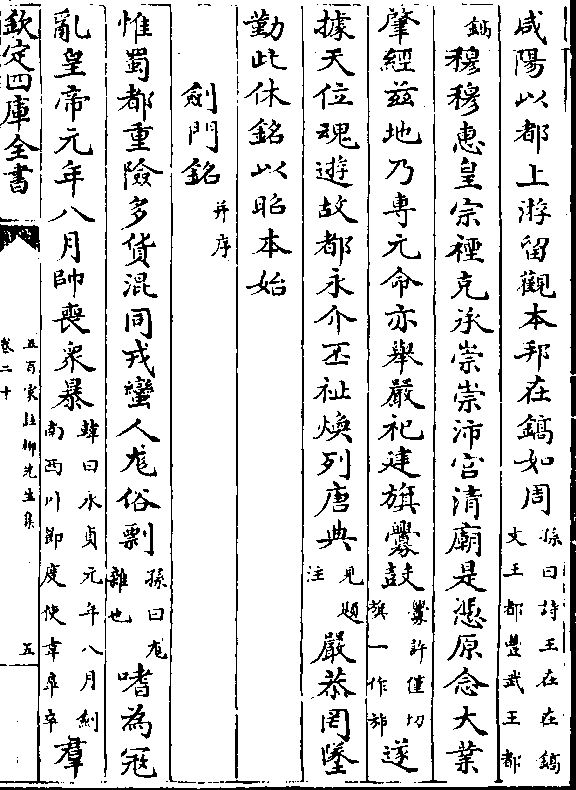 咸陽以都上游留觀本邦在鎬如周孫曰詩王在在鎬文王都豐武王都
鎬穆穆惠皇宗禋克承崇崇沛宫清廟是憑原念大業
肇經兹地乃專元命亦舉嚴祀建旗釁鼓釁許僅切旗一作旂遂
據天位魂遊故都永介丕祉煥列唐典見題注嚴恭罔墜
勤此休銘以昭本始
劍門銘并序
惟蜀都重險多貨混同戎蠻人尨俗剽孫曰尨雜也嗜為寇
亂皇帝元年八月帥喪衆暴韓曰永貞元年八月劍南西川節度使韋臯卒羣
欽定四庫全書
五百家註柳先生集
卷二十
五